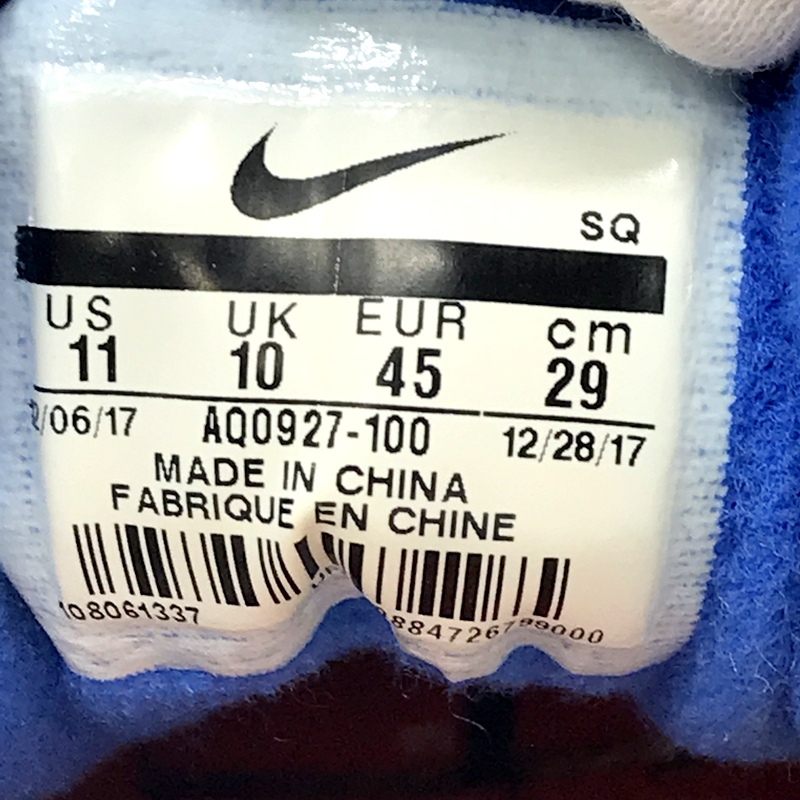 SQ
US UK EUR cm
11 10 45 29
/06/17 AQ0927-100 12/28/17
MADE IN CHINA
FABRIQUE EN CHINE
108061337